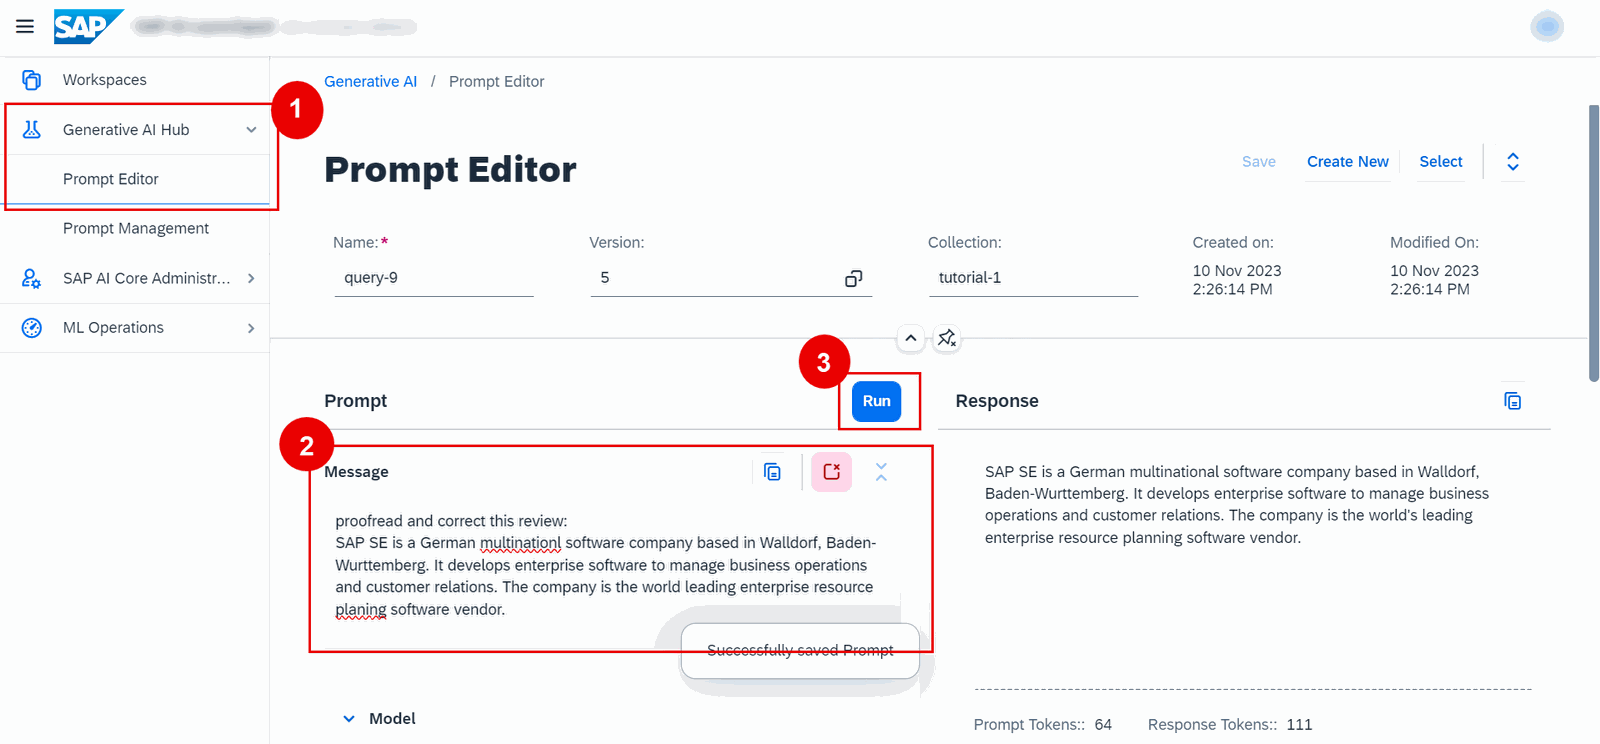 SAP
Workspaces
Generative AI Hub
Prompt Editor
Prompt Management
SAP AI Core Administr...
ML Operations
1
Generative AI / Prompt Editor
Prompt Editor
Save Create New Select
Name:* Version: Collection: Created on: Modified On:
query-9 5 tutorial-1 10 Nov 2023 10 Nov 2023
2:26:14 PM 2:26:14 PM
3
Prompt Run Response
2
Message
proofread and correct this review:
SAP SE is a German multinationl software company based in Walldorf, Baden-
Wurttemberg. It develops enterprise software to manage business operations
and customer relations. The company is the world leading enterprise resource
planing software vendor.
Successfully saved Prompt
Model
SAP SE is a German multinational software company based in Walldorf,
Baden-Wurttemberg. It develops enterprise software to manage business
operations and customer relations. The company is the world's leading
enterprise resource planning software vendor.
Prompt Tokens:: 64 Response Tokens:: 111